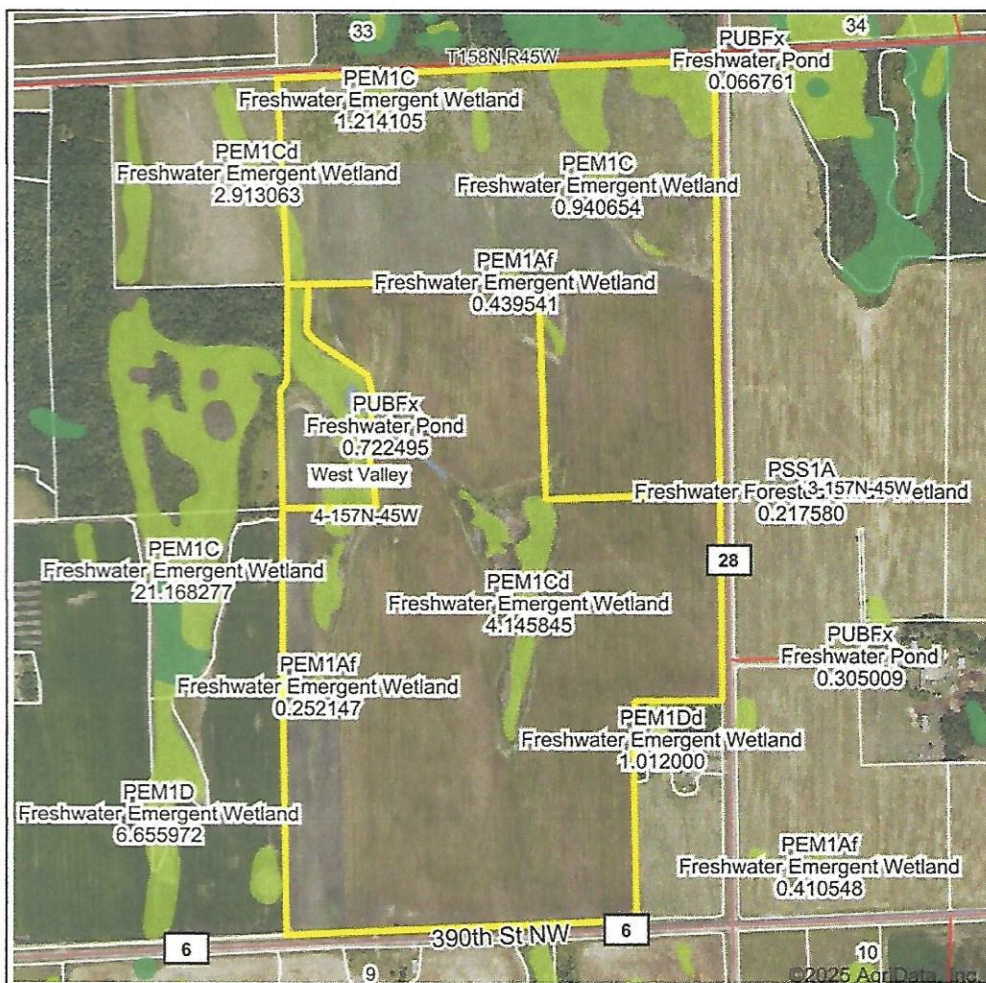 33
34
T158N R45W
PUBFx
Freshwater Pond
0.066761
PEM1C
Freshwater Emergent Wetland
1.214105
PEM1Cd
Freshwater Emergent Wetland
2.913063
PEM1C
Freshwater Emergent Wetland
0.940654
PEM1Af
Freshwater Emergent Wetland
0.439541
PUBFx
Freshwater Pond
0.722495
West Valley
4-157N-45W
PSS1A
Freshwater Wetland
3-157N-45W
0.217580
28
PEM1C
Freshwater Emergent Wetland
21.168277
PEM1Cd
Freshwater Emergent Wetland
4.145845
PUBFx
Freshwater Pond
0.305009
PEM1Af
Freshwater Emergent Wetland
0.252147
PEM1Dd
Freshwater Emergent Wetland
1.012000
PEM1D
Freshwater Emergent Wetland
6.655972
PEM1Af
Freshwater Emergent Wetland
0.410548
6
390th St NW
6
9
10
©2025 AgriData, Inc.